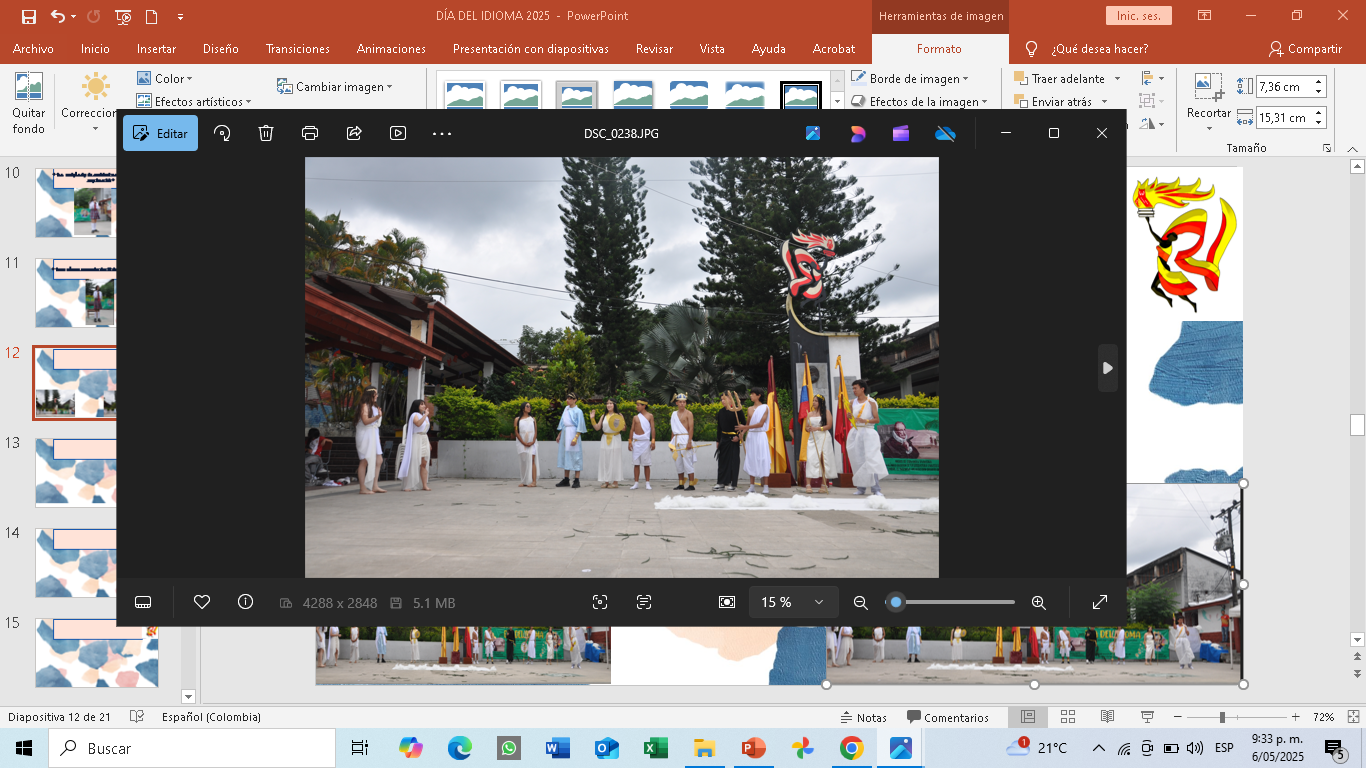 DÍA DEL IDIOMA 2025 - PowerPoint
Herramientas de imagen
Inic. ses.
Archivo
Inicio
Insertar
Diseño
Transiciones
Animaciones
Presentación con diapositivas
Revisar
Vista
Ayuda
Acrobat
Formato
¿Qué desea hacer?
Compartir
Quitar
fondo
Correccion
Color
Efectos artísticos
Cambiar imagen
Borde de imagen
Efectos de la imagen
Traer adelante
Enviar atrás
Recortar
7,36 cm
15,31 cm
Tamaño
Editar
DSC_0238.JPG
10
11
12
13
14
15
4288 x 2848
5.1 MB
15 %
Diapositiva 12 de 21
Español (Colombia)
Notas
Comentarios
72%
Buscar
1
21°C
ESP
9:33 p. m.
6/05/2025
5